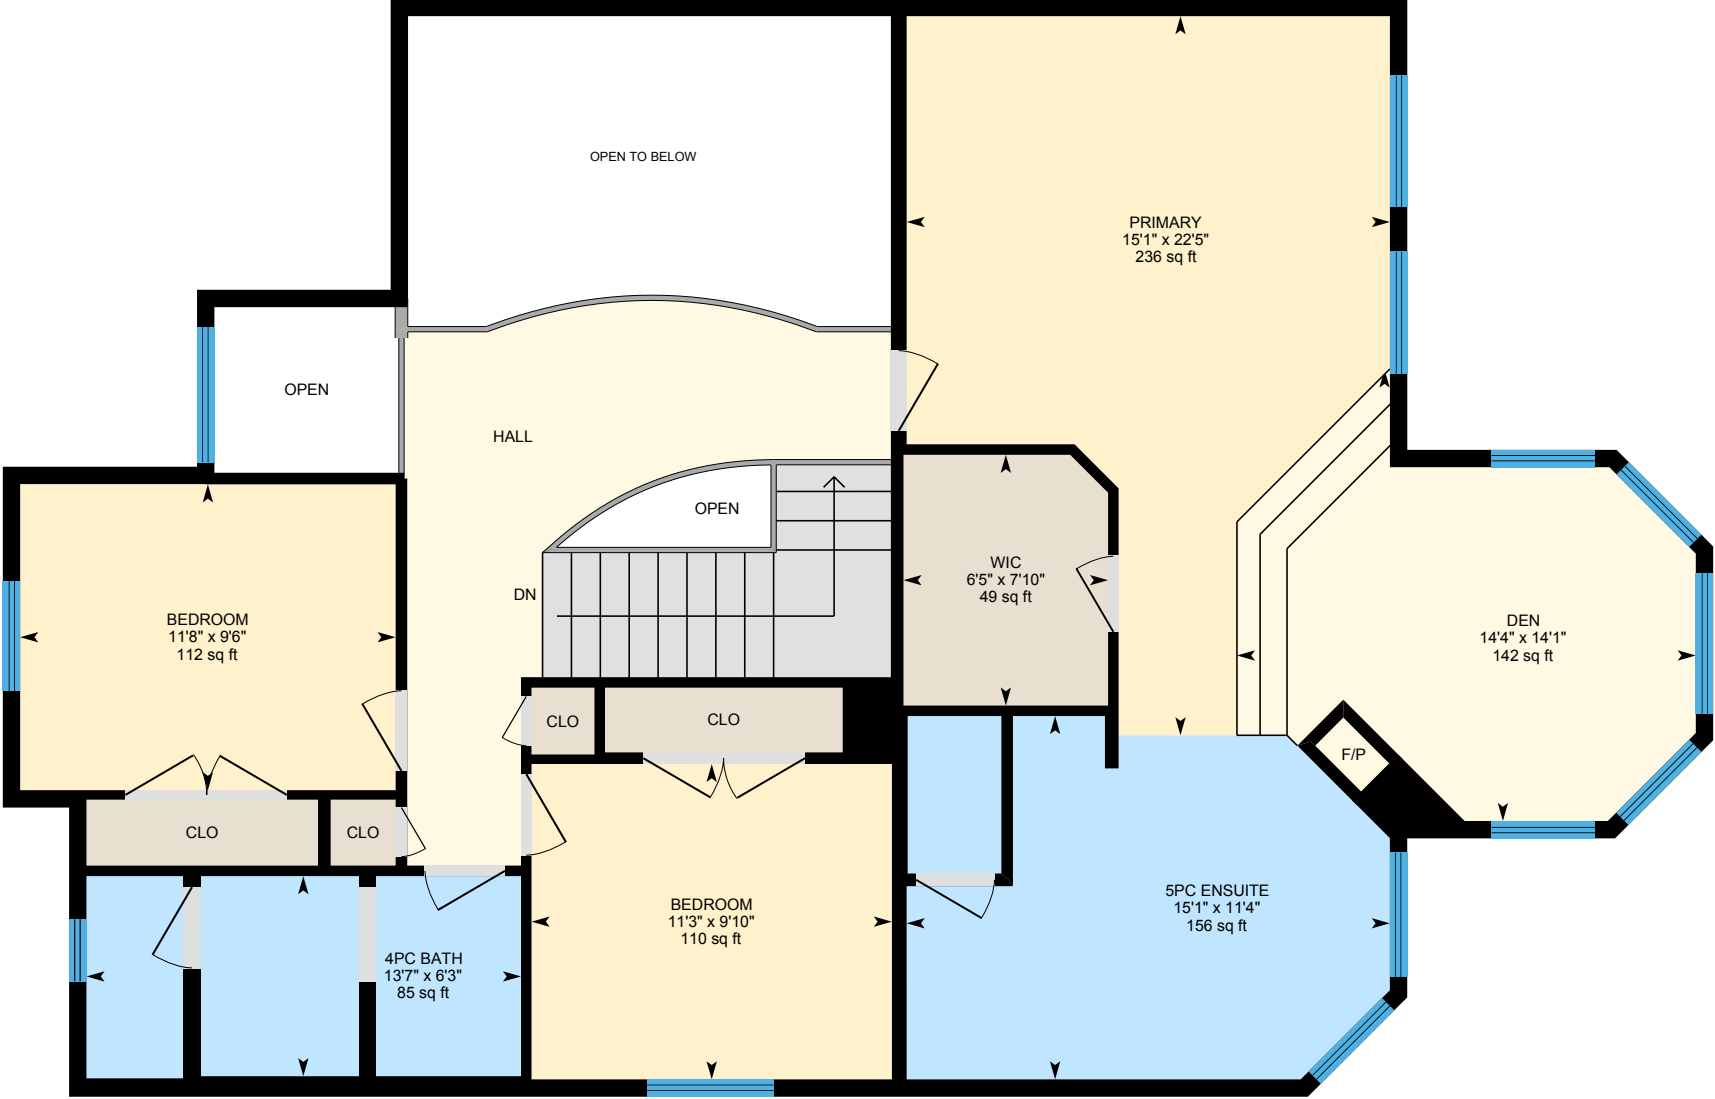 OPEN TO BELOW
PRIMARY
15'1" x 22'5"
236 sq ft
OPEN
HALL
OPEN
DN
WIC
6'5" x 7'10"
49 sq ft
BEDROOM
11'8" x 9'6"
112 sq ft
DEN
14'4" x 14'1"
142 sq ft
CLO
CLO
F/P
CLO
CLO
5PC ENSUITE
15'1" x 11'4"
156 sq ft
BEDROOM
11'3" x 9'10"
110 sq ft
4PC BATH
13'7" x 6'3"
85 sq ft